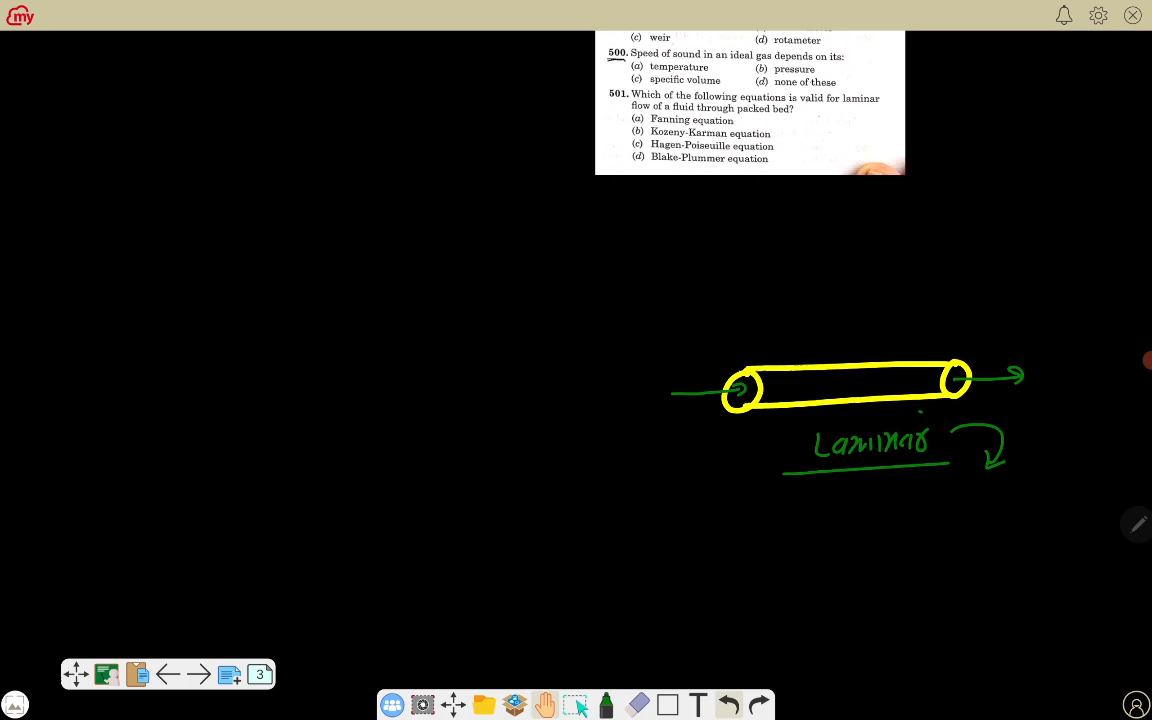 my
(c) weir
(d) rotameter
500. Speed of sound in an ideal gas depends on its:
(a) temperature
(b) pressure
(c) specific volume
(d) none of these
501. Which of the following equations is valid for laminar
flow of a fluid through packed bed?
(a) Fanning equation
(b) Kozeny-Karman equation
(c) Hagen-Poiseuille equation
(d) Blake-Plummer equation
Laminar
3
T